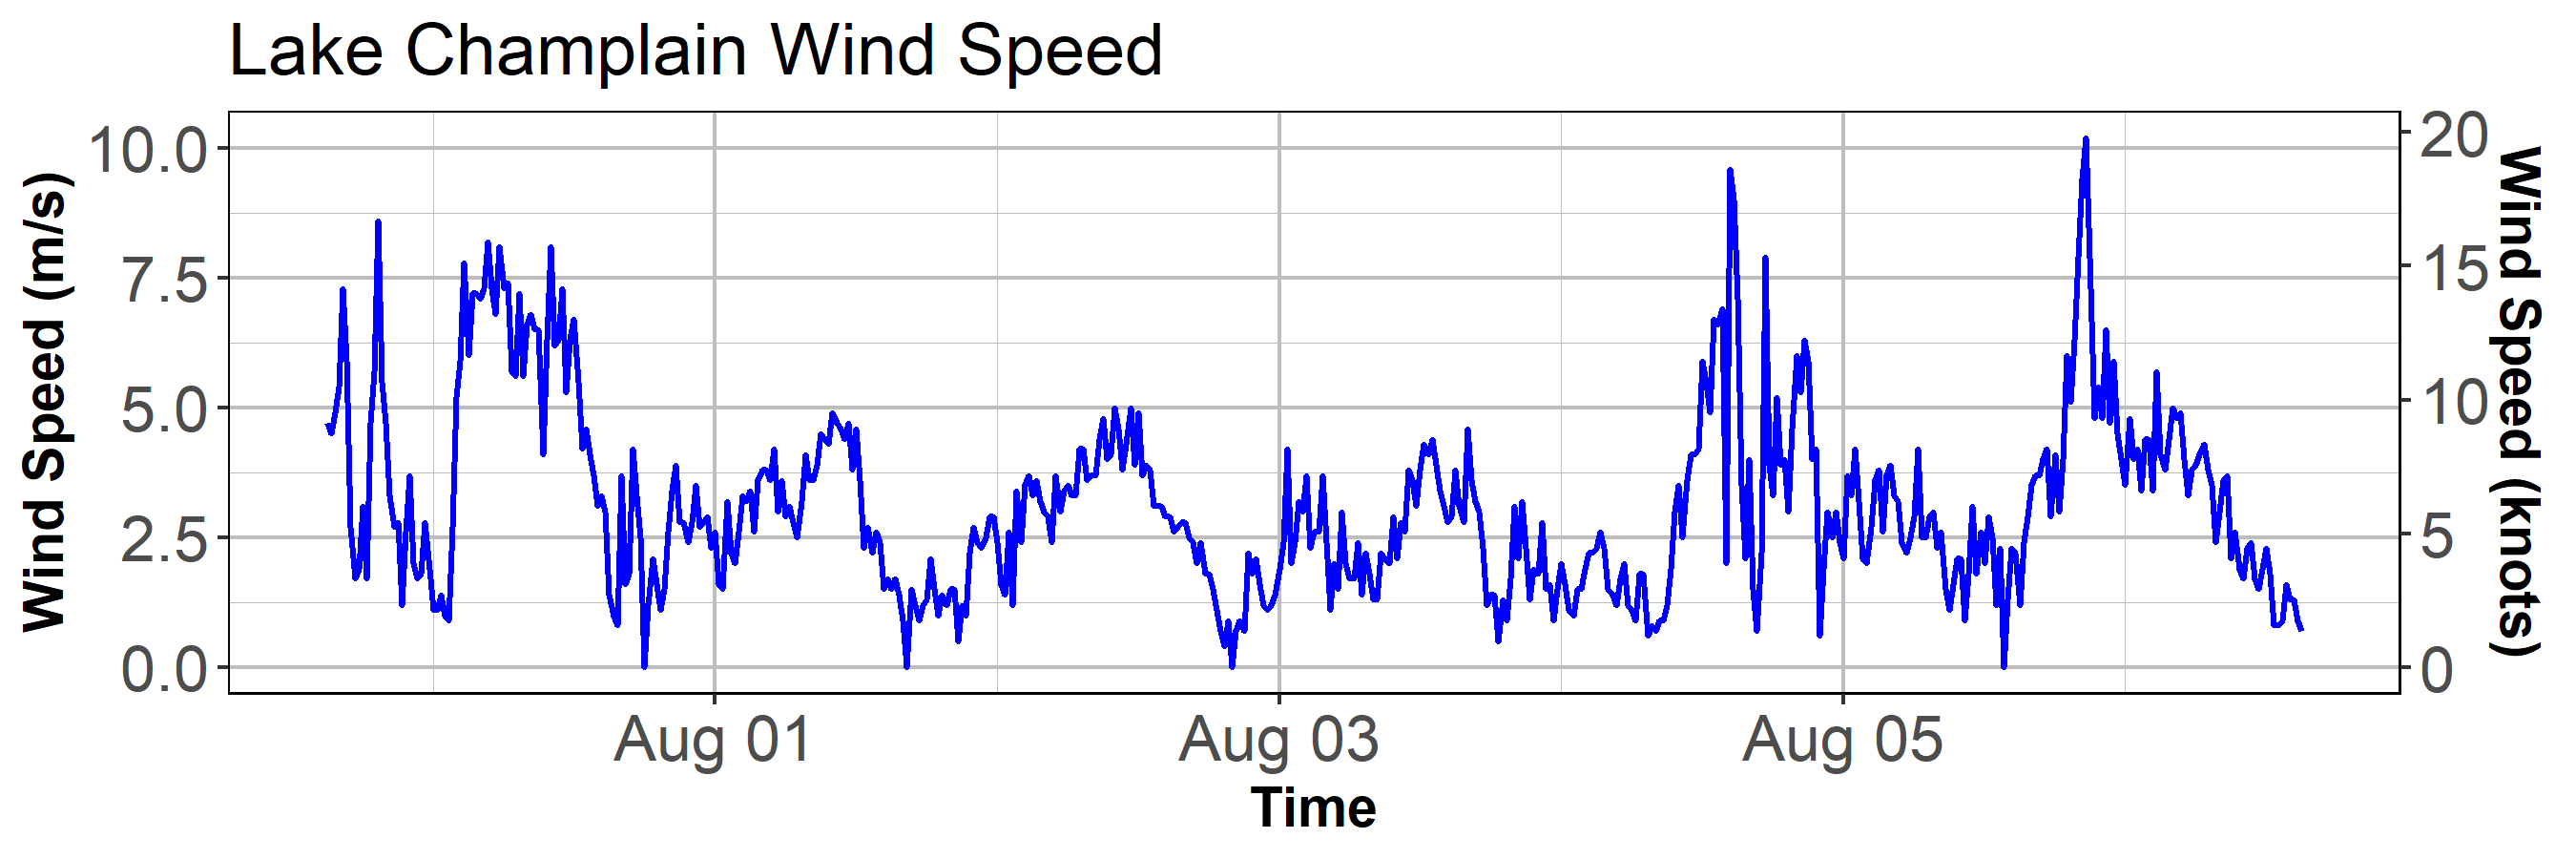 Lake Champlain Wind Speed
Wind Speed (m/s)
10.0
7.5
5.0
2.5
0.0
20
15
10
5
0
Wind Speed (knots)
Aug 01
Aug 03
Aug 05
Time